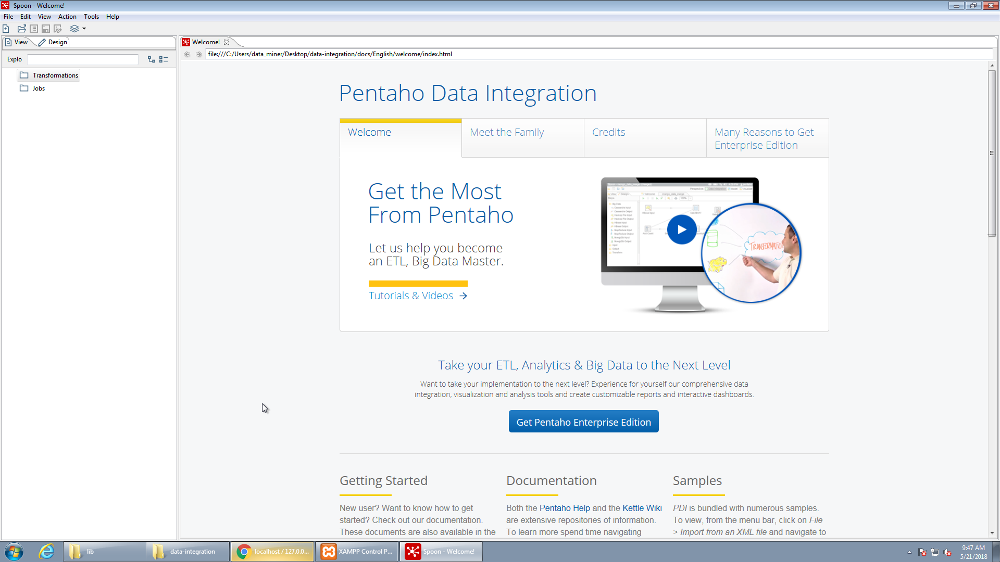 Spoon - Welcome!
File Edit View Action Tools Help
View Design
Welcome!
Explo
file:///C:/Users/data_miner/Desktop/data-integration/docs/English/welcome/index.html
Transformations
Jobs
Pentaho Data Integration
Welcome
Meet the Family
Credits
Many Reasons to Get
Enterprise Edition
Get the Most
From Pentaho
Let us help you become
an ETL, Big Data Master.
Tutorials & Videos
TRANSFORMATION
Take your ETL, Analytics & Big Data to the Next Level
Want to take your implementation to the next level? Experience for yourself our comprehensive data
integration, visualization and analysis tools and create customizable reports and interactive dashboards.
Get Pentaho Enterprise Edition
Getting Started
New user? Want to know how to get
started? Check out our documentation.
These documents are also available in the
Documentation
Both the Pentaho Help and the Kettle Wiki
are extensive repositories of information.
To learn more spend time navigating
Samples
PDI is bundled with numerous samples.
To view, from the menu bar, click on File
> Import from an XML file and navigate to
lib
data-integration
localhost / 127.0.0...
XAMPP Control P...
Spoon - Welcome!
9:47 AM
5/21/2018